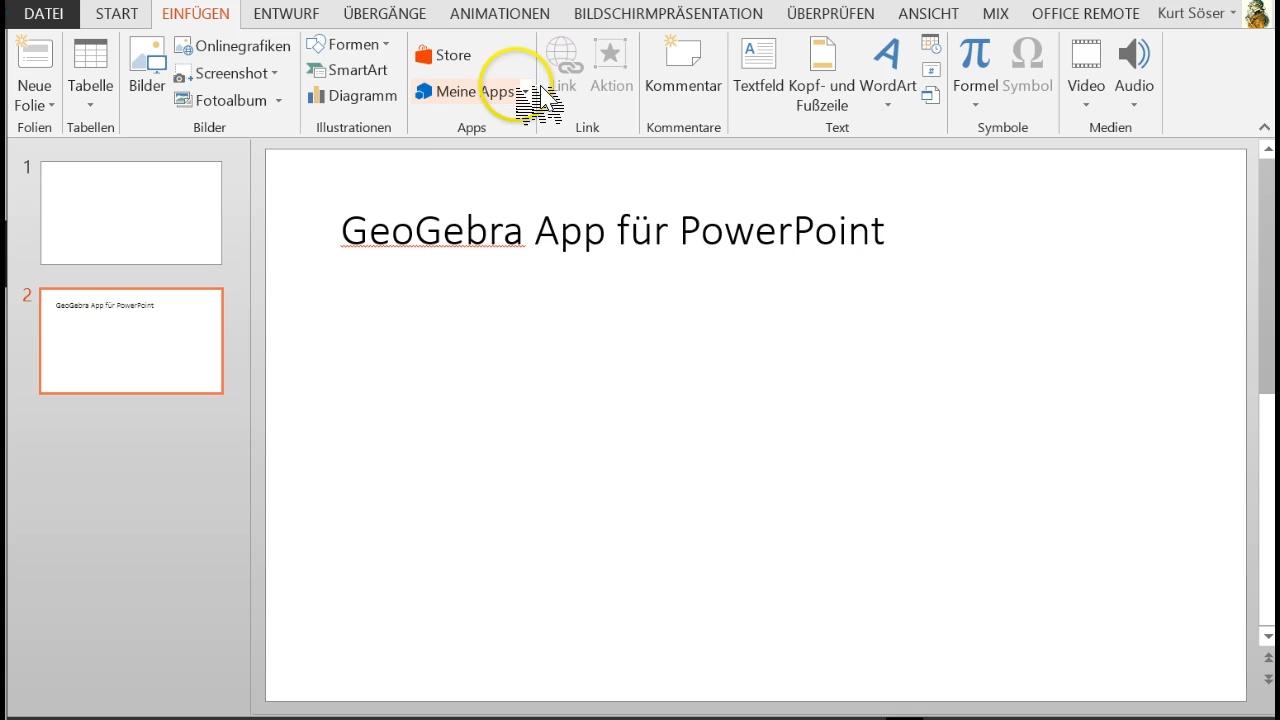 DATEI START EINFÜGEN ENTWURF ÜBERGÄNGE ANIMATIONEN BILDSCHIRMPRÄSENTATION ÜBERPRÜFEN ANSICHT MIX OFFICE REMOTE Kurt Söser
Neue Folie
Folien
Tabelle
Tabellen
Bilder
Onlinegrafiken
Screenshot
Fotoalbum
Bilder
Formen
SmartArt
Diagramm
Illustrationen
Store
Meine Apps
Apps
Link
Aktion
Link
Kommentar
Kommentare
Textfeld
Kopf- und Fußzeile
WordArt
Text
Formel
Symbol
Symbole
Video
Audio
Medien
1
2
GeoGebra App für PowerPoint
GeoGebra App für PowerPoint